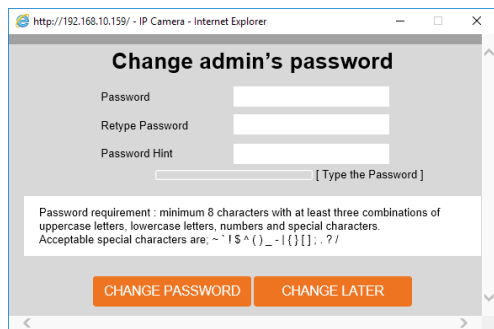 http://192.168.10.159/ - IP Camera - Internet Explorer
Change admin's password
Password
Retype Password
Password Hint
[ Type the Password ]
Password requirement : minimum 8 characters with at least three combinations of
uppercase letters, lowercase letters, numbers and special characters.
Acceptable special characters are; ~ ` ! $ ^ ( ) _ - | { } [ ] ; . ? /
CHANGE PASSWORD
CHANGE LATER